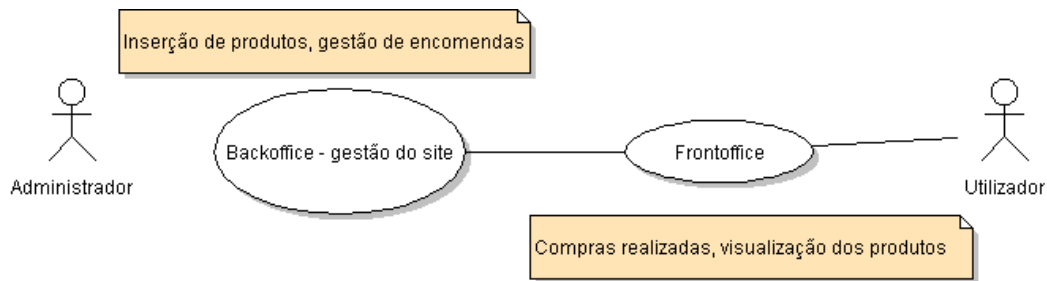 Inserção de produtos, gestão de encomendas
Backoffice - gestão do site
Frontoffice
Administrador
Utilizador
Compras realizadas, visualização dos produtos